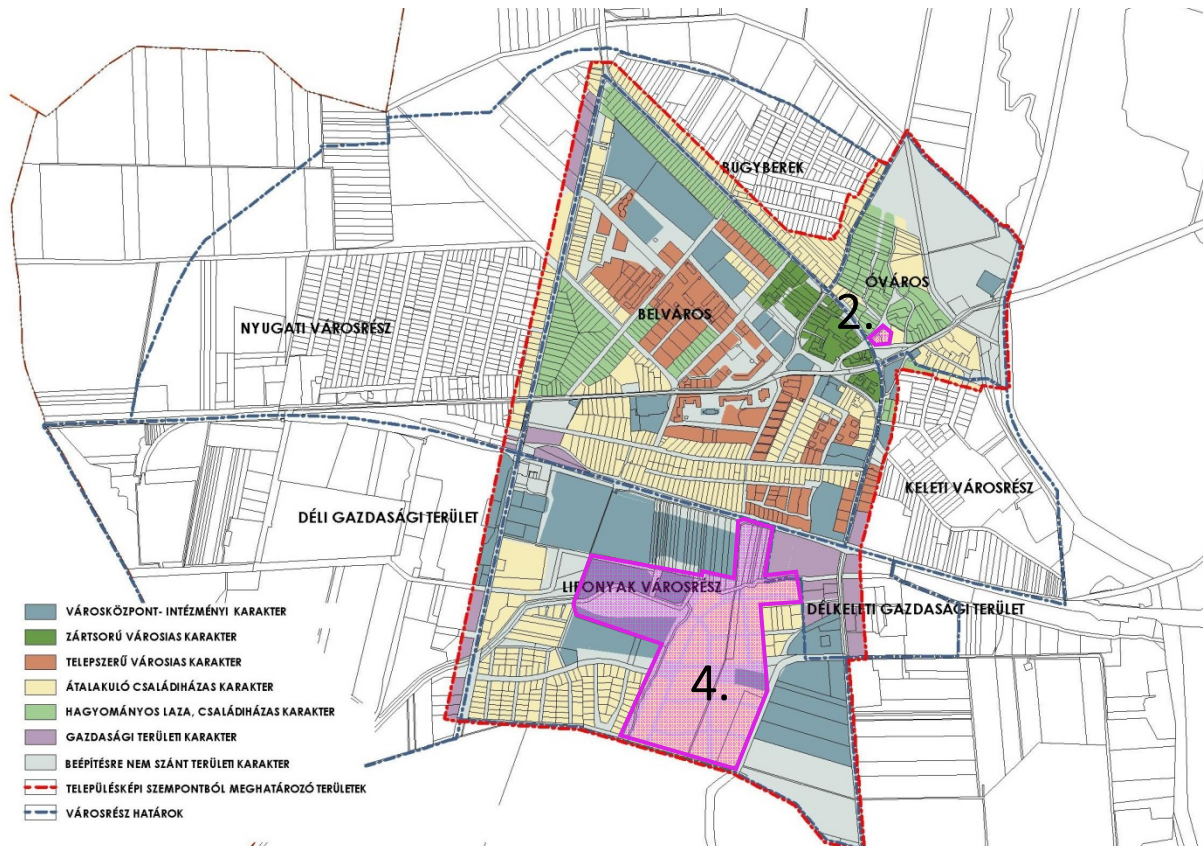 BÜGYBEREK
ÓVÁROS
2.
BELVÁROS
NYUGATI VÁROSRÉSZ
KELETI VÁROSRÉSZ
DÉLI GAZDASÁGI TERÜLET
LIPONYAK VÁROSRÉSZ
DÉLKELETI GAZDASÁGI TERÜLET
4.
VÁROSKÖZPONT- INTÉZMÉNYI KARAKTER
ZÁRTSORÚ VÁROSIAS KARAKTER
TELEPSZERŰ VÁROSIAS KARAKTER
ÁTALAKULÓ CSALÁDIHÁZAS KARAKTER
HAGYOMÁNYOS LAZA, CSALÁDIHÁZAS KARAKTER
GAZDASÁGI TERÜLETI KARAKTER
BEÉPÍTÉSRE NEM SZÁNT TERÜLETI KARAKTER
TELEPÜLÉSKÉPI SZEMPONTBÓL MEGHATÁROZÓ TERÜLETEK
VÁROSRÉSZ HATÁROK